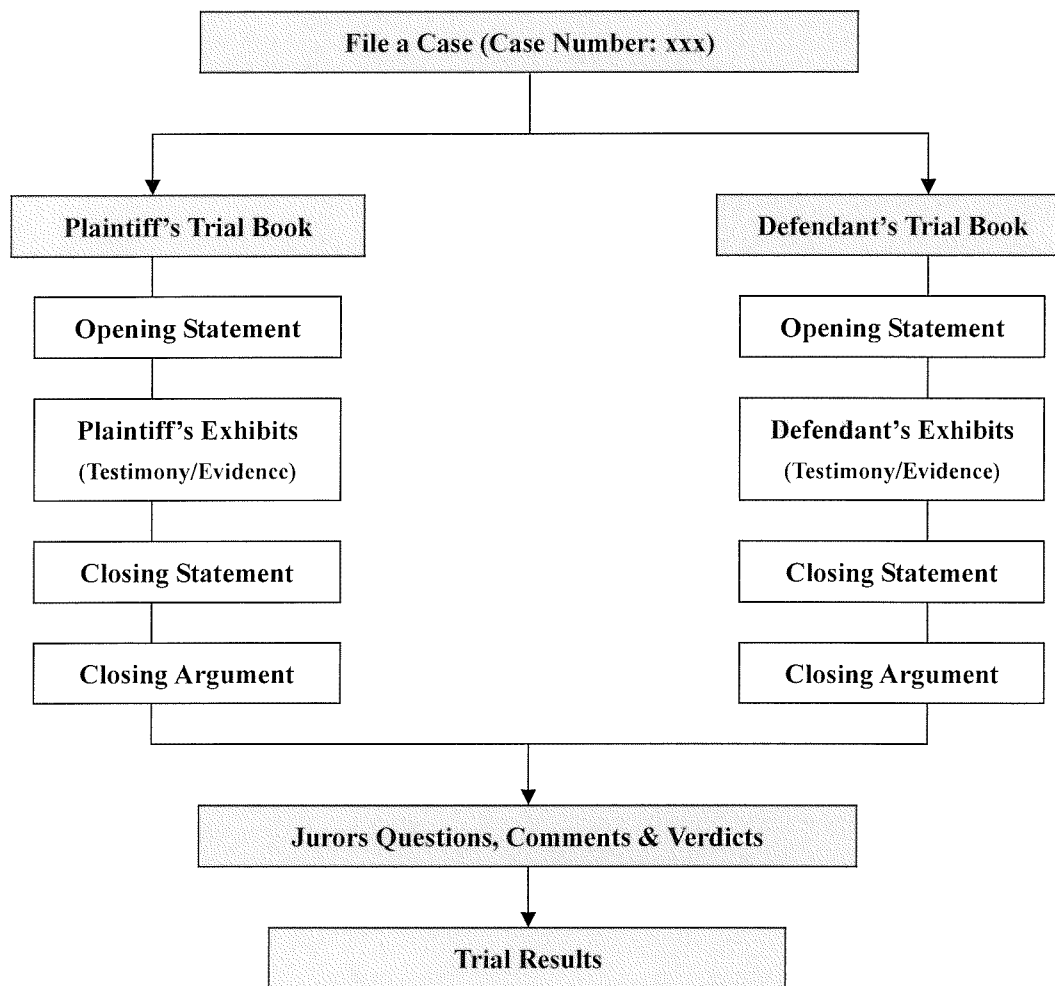 File a Case (Case Number: xxx)
Plaintiff's Trial Book
Defendant's Trial Book
Opening Statement
Opening Statement
Plaintiff's Exhibits
(Testimony/Evidence)
Defendant's Exhibits
(Testimony/Evidence)
Closing Statement
Closing Statement
Closing Argument
Closing Argument
Jurors Questions, Comments & Verdicts
Trial Results